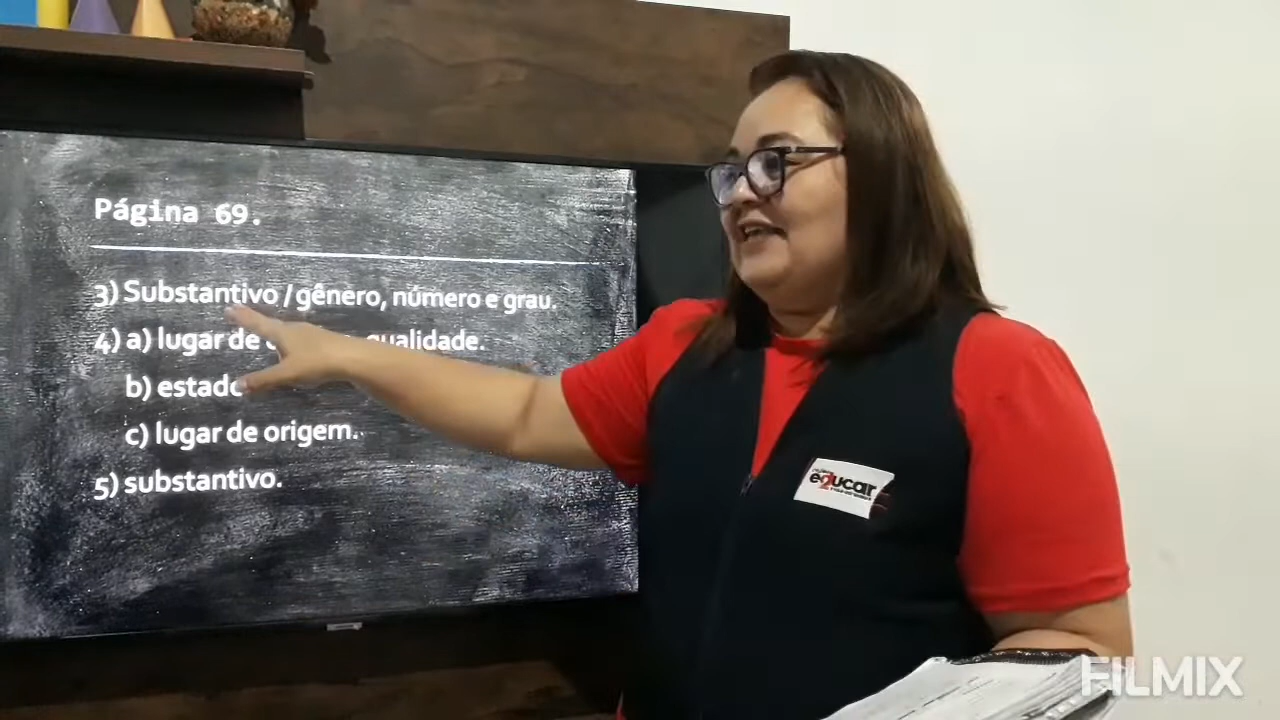 Página 69.
3) Substantivo / gênero, número e grau.
4) a) lugar de qualidade.
b) estado
c) lugar de origem.
5) substantivo.
educar
FILMIX